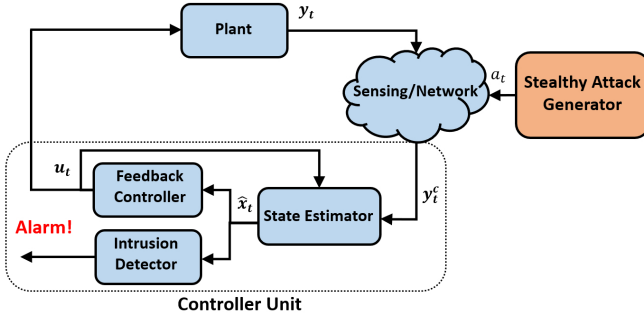 Plant
y_t
Sensing/Network
a_t
Stealthy Attack
Generator
u_t
Feedback
Controller
x̂_t
State Estimator
y_t^c
Alarm!
Intrusion
Detector
Controller Unit